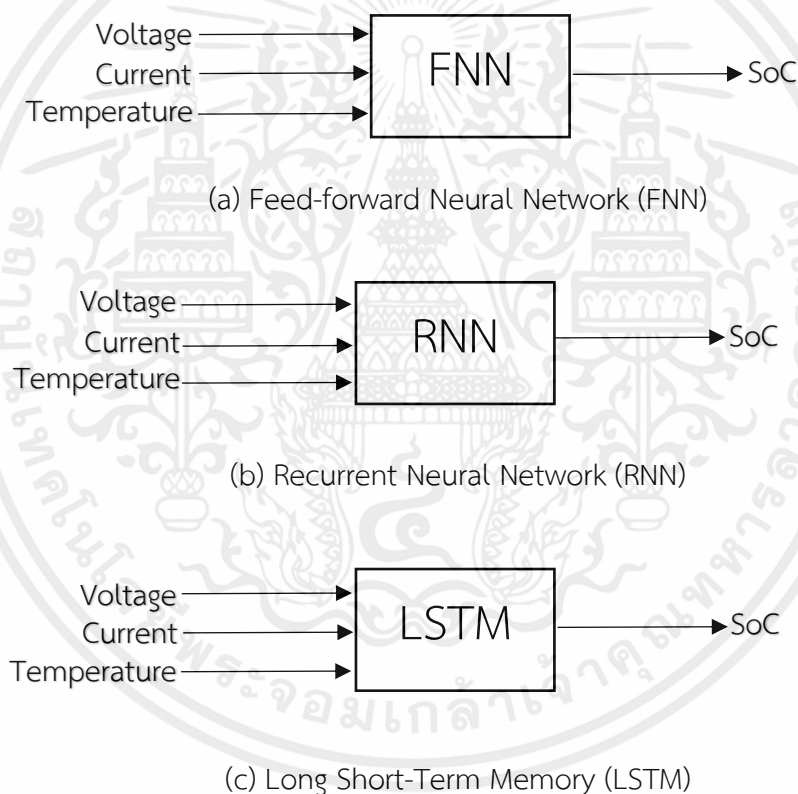 Voltage
Current
Temperature
FNN
SoC
(a) Feed-forward Neural Network (FNN)
Voltage
Current
Temperature
RNN
SoC
(b) Recurrent Neural Network (RNN)
Voltage
Current
Temperature
LSTM
SoC
(c) Long Short-Term Memory (LSTM)